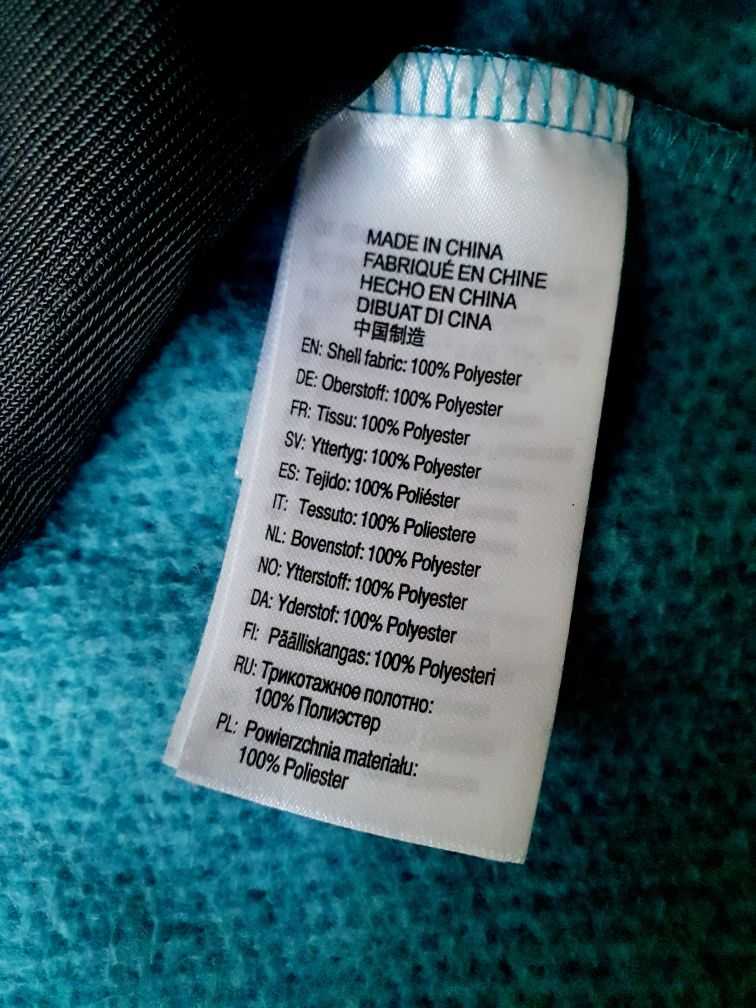 MADE IN CHINA
FABRIQUÉ EN CHINE
HECHO EN CHINA
DIBUAT DI CINA
中国制造
EN: Shell fabric: 100% Polyester
DE: Oberstoff: 100% Polyester
FR: Tissu: 100% Polyester
SV: Yttertyg: 100% Polyester
ES: Tejido: 100% Poliéster
IT: Tessuto: 100% Poliestere
NL: Bovenstof: 100% Polyester
NO: Ytterstoff: 100% Polyester
DA: Yderstof: 100% Polyester
FI: Påålliskangas: 100% Polyesteri
RU: Трикотажное полотно:
100% Полиэстер
PL: Powierzchnia materiału:
100% Poliester